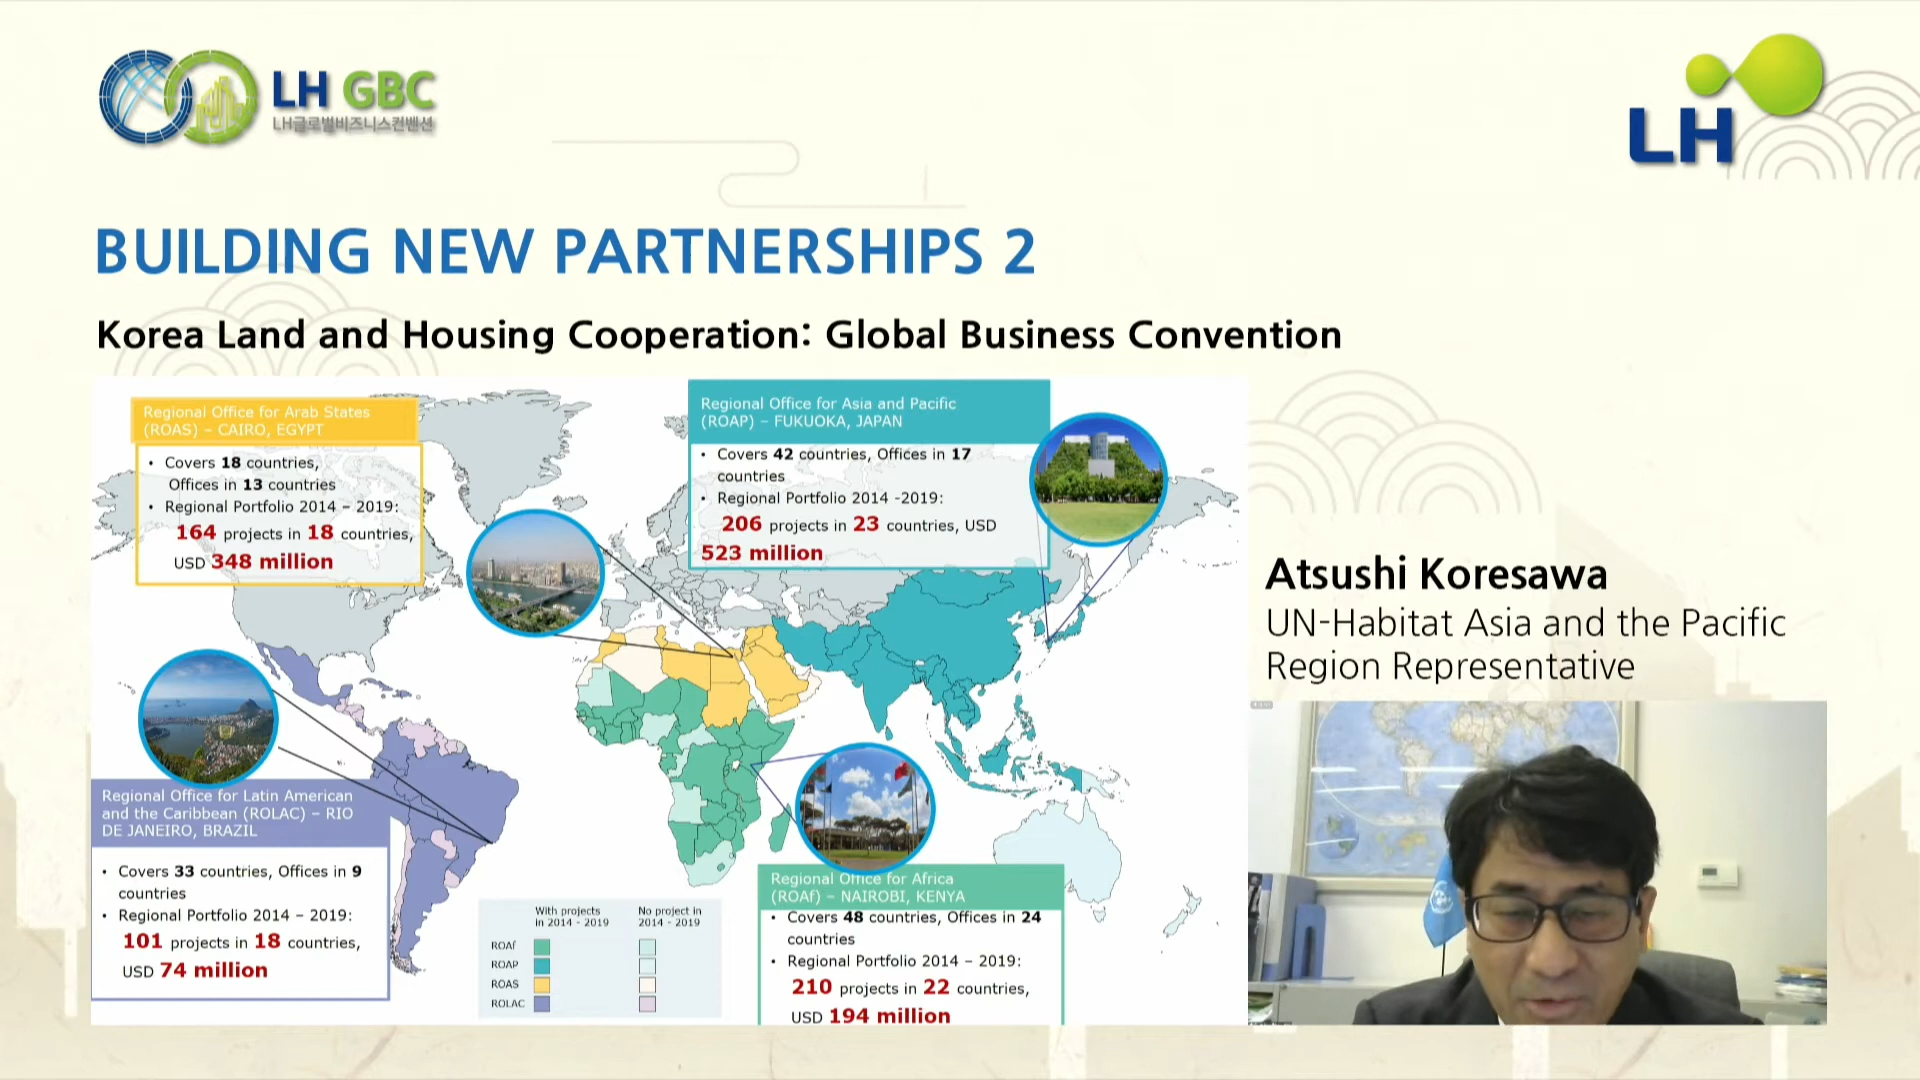 LH GBC
LH글로벌비즈니스컨벤션
LH
BUILDING NEW PARTNERSHIPS 2
Korea Land and Housing Cooperation: Global Business Convention
Regional Office for Arab States
(ROAS) – CAIRO, EGYPT
• Covers 18 countries,
Offices in 13 countries
• Regional Portfolio 2014 – 2019:
164 projects in 18 countries,
USD 348 million
Regional Office for Asia and Pacific
(ROAP) – FUKUOKA, JAPAN
• Covers 42 countries, Offices in 17
countries
• Regional Portfolio 2014 -2019:
206 projects in 23 countries, USD
523 million
Regional Office for Latin American
and the Caribbean (ROLAC) – RIO
DE JANEIRO, BRAZIL
• Covers 33 countries, Offices in 9
countries
• Regional Portfolio 2014 – 2019:
101 projects in 18 countries,
USD 74 million
With projects
in 2014 - 2019
No project in
2014 - 2019
ROAf
ROAP
ROAS
ROLAC
Regional Office for Africa
(ROAf) – NAIROBI, KENYA
• Covers 48 countries, Offices in 24
countries
• Regional Portfolio 2014 – 2019:
210 projects in 22 countries,
USD 194 million
Atsushi Koresawa
UN-Habitat Asia and the Pacific
Region Representative